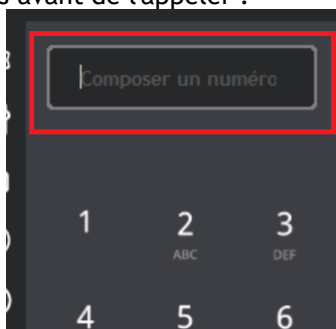 avant de l'appeler :
Composer un numéro
1 2 3
ABC DEF
4 5 6